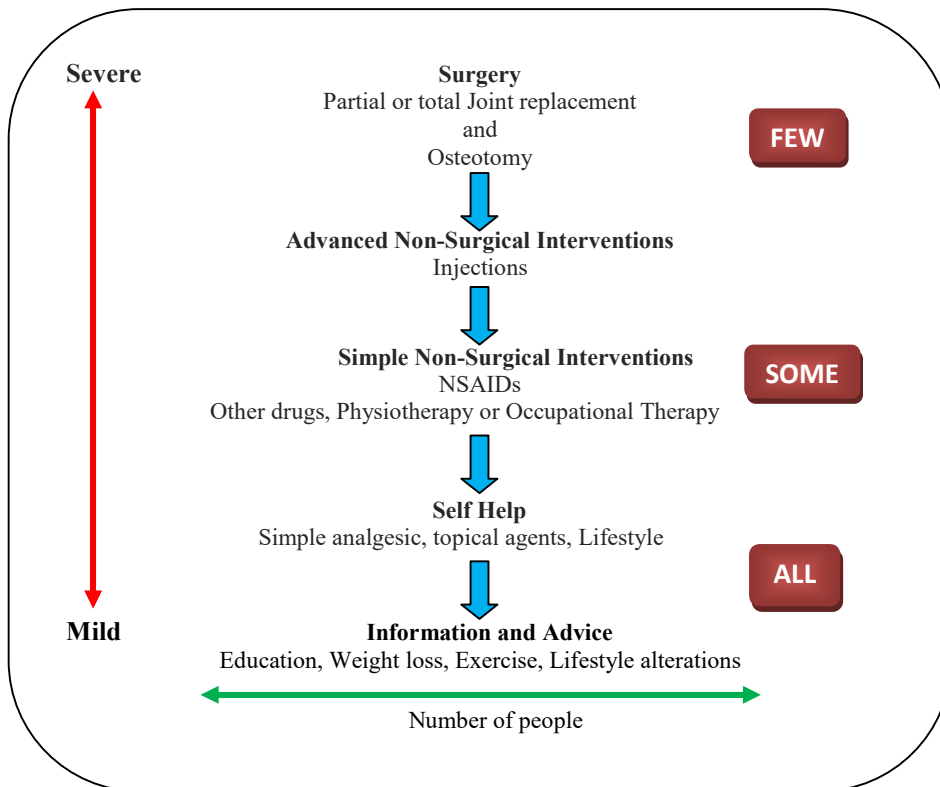 Severe
Surgery
Partial or total Joint replacement
and
Osteotomy
FEW
Advanced Non-Surgical Interventions
Injections
Simple Non-Surgical Interventions
NSAIDs
Other drugs, Physiotherapy or Occupational Therapy
SOME
Self Help
Simple analgesic, topical agents, Lifestyle
ALL
Mild
Information and Advice
Education, Weight loss, Exercise, Lifestyle alterations
Number of people